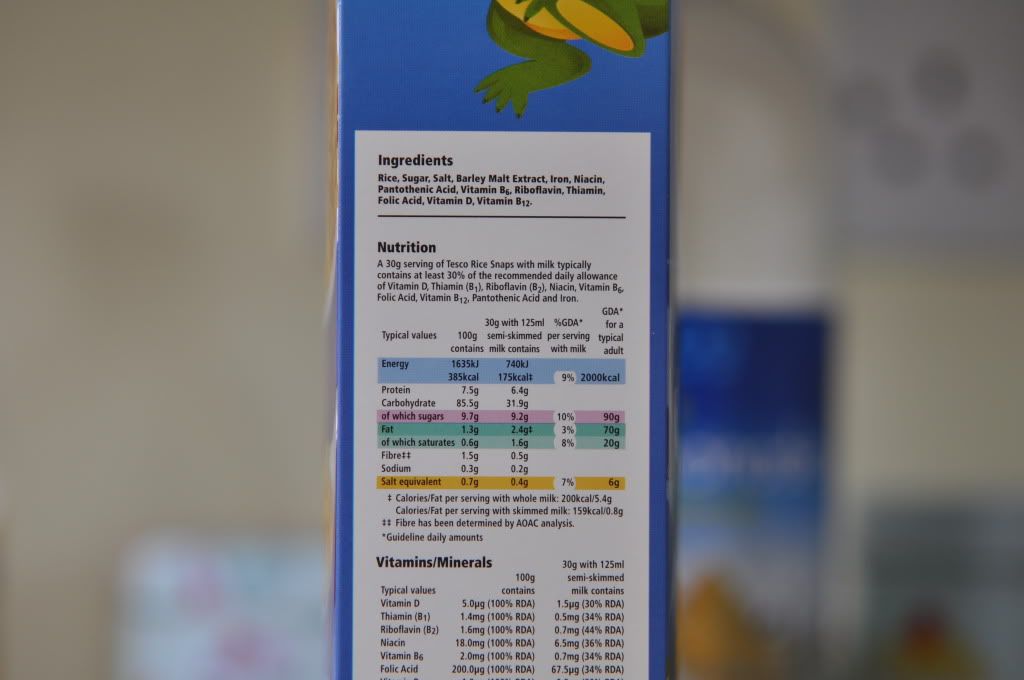 Ingredients
Rice, Sugar, Salt, Barley Malt Extract, Iron, Niacin,
Pantothenic Acid, Vitamin B6, Riboflavin, Thiamin,
Folic Acid, Vitamin D, Vitamin B12.
Nutrition
A 30g serving of Tesco Rice Snaps with milk typically
contains at least 30% of the recommended daily allowance
of Vitamin D, Thiamin (B1), Riboflavin (B2), Niacin, Vitamin B6,
Folic Acid, Vitamin B12, Pantothenic Acid and Iron.
GDA*
30g with 125ml %GDA* for a
Typical values 100g semi-skimmed per serving typical
contains milk contains with milk adult
Energy 1635kJ 740kJ
385kcal 175kcal‡ 9% 2000kcal
Protein 7.5g 6.4g
Carbohydrate 85.5g 31.9g
of which sugars 9.7g 9.2g 10% 90g
Fat 1.3g 2.4g‡ 3% 70g
of which saturates 0.6g 1.6g 8% 20g
Fibre‡‡ 1.5g 0.5g
Sodium 0.3g 0.2g
Salt equivalent 0.7g 0.4g 7% 6g
‡ Calories/Fat per serving with whole milk: 200kcal/5.4g
Calories/Fat per serving with skimmed milk: 159kcal/0.8g
‡‡ Fibre has been determined by AOAC analysis.
*Guideline daily amounts
Vitamins/Minerals 30g with 125ml
100g semi-skimmed
Typical values contains milk contains
Vitamin D 5.0µg (100% RDA) 1.5µg (30% RDA)
Thiamin (B1) 1.4mg (100% RDA) 0.5mg (34% RDA)
Riboflavin (B2) 1.6mg (100% RDA) 0.7mg (44% RDA)
Niacin 18.0mg (100% RDA) 6.5mg (36% RDA)
Vitamin B6 2.0mg (100% RDA) 0.7mg (34% RDA)
Folic Acid 200.0µg (100% RDA) 67.5µg (34% RDA)